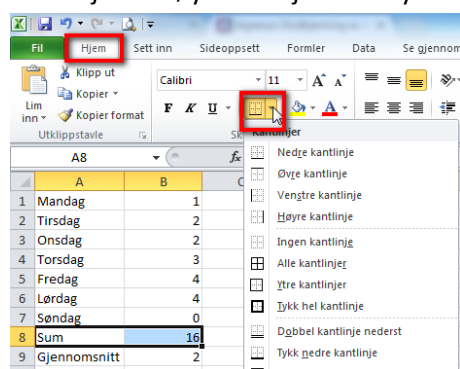 Fil Hjem Sett inn Sideoppsett Formler Data Se gjennom
Klipp ut
Kopier
Kopier format
Lim
inn
Utklippstavle
Calibri 11 A A
F K U A
A8 fx
Kantlinjer
Nedre kantlinje
Øvre kantlinje
Venstre kantlinje
Høyre kantlinje
Ingen kantlinje
Alle kantlinjer
Ytre kantlinjer
Tykk hel kantlinje
Dobbel kantlinje nederst
Tykk nedre kantlinje
A B C
1 Mandag 1
2 Tirsdag 2
3 Onsdag 2
4 Torsdag 3
5 Fredag 4
6 Lørdag 4
7 Søndag 0
8 Sum 16
9 Gjennomsnitt 2